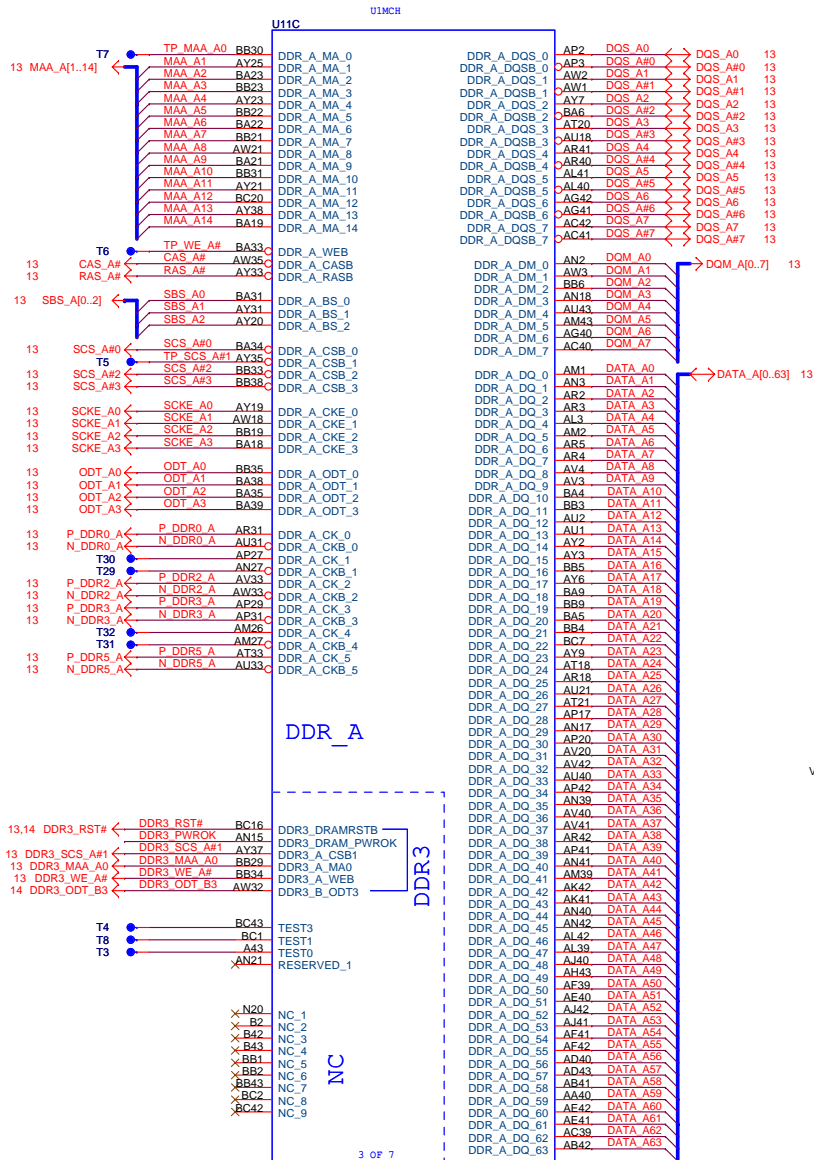 U1MCH
U11C
T7 TP_MAA_A0 BB30 DDR_A_MA_0
13 MAA_A[1..14] MAA_A1 AY25 DDR_A_MA_1
MAA_A2 BA23 DDR_A_MA_2
MAA_A3 BB23 DDR_A_MA_3
MAA_A4 AY23 DDR_A_MA_4
MAA_A5 BB22 DDR_A_MA_5
MAA_A6 BA22 DDR_A_MA_6
MAA_A7 BB21 DDR_A_MA_7
MAA_A8 AW21 DDR_A_MA_8
MAA_A9 BA21 DDR_A_MA_9
MAA_A10 BB31 DDR_A_MA_10
MAA_A11 AY21 DDR_A_MA_11
MAA_A12 BC20 DDR_A_MA_12
MAA_A13 AY38 DDR_A_MA_13
MAA_A14 BA19 DDR_A_MA_14
T6 TP_WE_A# BA33 DDR_A_WEB
13 CAS_A# CAS_A# AW35 DDR_A_CASB
13 RAS_A# RAS_A# AY33 DDR_A_RASB
13 SBS_A[0..2] SBS_A0 BA31 DDR_A_BS_0
SBS_A1 AY31 DDR_A_BS_1
SBS_A2 AY20 DDR_A_BS_2
13 SCS_A#0 SCS_A#0 BA34 DDR_A_CSB_0
T5 TP_SCS_A#1 AY35 DDR_A_CSB_1
13 SCS_A#2 SCS_A#2 BB33 DDR_A_CSB_2
13 SCS_A#3 SCS_A#3 BB38 DDR_A_CSB_3
13 SCKE_A0 SCKE_A0 AY19 DDR_A_CKE_0
13 SCKE_A1 SCKE_A1 AW18 DDR_A_CKE_1
13 SCKE_A2 SCKE_A2 BB19 DDR_A_CKE_2
13 SCKE_A3 SCKE_A3 BA18 DDR_A_CKE_3
13 ODT_A0 ODT_A0 BB35 DDR_A_ODT_0
13 ODT_A1 ODT_A1 BA38 DDR_A_ODT_1
13 ODT_A2 ODT_A2 BA35 DDR_A_ODT_2
13 ODT_A3 ODT_A3 BA39 DDR_A_ODT_3
13 P_DDR0_A P_DDR0_A AR31 DDR_A_CK_0
13 N_DDR0_A N_DDR0_A AU31 DDR_A_CKB_0
T30 AP27 DDR_A_CK_1
T29 AN27 DDR_A_CKB_1
13 P_DDR2_A P_DDR2_A AV33 DDR_A_CK_2
13 N_DDR2_A N_DDR2_A AW33 DDR_A_CKB_2
13 P_DDR3_A P_DDR3_A AP29 DDR_A_CK_3
13 N_DDR3_A N_DDR3_A AP31 DDR_A_CKB_3
T32 AM26 DDR_A_CK_4
T31 AM27 DDR_A_CKB_4
13 P_DDR5_A P_DDR5_A AT33 DDR_A_CK_5
13 N_DDR5_A N_DDR5_A AU33 DDR_A_CKB_5
DDR_A
13,14 DDR3_RST# DDR3_RST# BC16 DDR3_DRAMRSTB
DDR3_PWROK AN15 DDR3_DRAM_PWROK
13 DDR3_SCS_A#1 DDR3_SCS_A#1 AY37 DDR3_A_CSB1
13 DDR3_MAA_A0 DDR3_MAA_A0 BB29 DDR3_A_MA0
13 DDR3_WE_A# DDR3_WE_A# BB34 DDR3_A_WEB
14 DDR3_ODT_B3 DDR3_ODT_B3 AW32 DDR3_B_ODT3
DDR3
T4 BC43 TEST3
T8 BC1 TEST1
T3 A43 TEST0
AN21 RESERVED_1
N20 NC_1
B2 NC_2
B42 NC_3
B43 NC_4
BB1 NC_5
BB2 NC_6
BB43 NC_7
BC2 NC_8
BC42 NC_9
NC
3 OF 7
DDR_A_DQS_0 AP2 DQS_A0 DQS_A0 13
DDR_A_DQSB_0 AP3 DQS_A#0 DQS_A#0 13
DDR_A_DQS_1 AW2 DQS_A1 DQS_A1 13
DDR_A_DQSB_1 AW1 DQS_A#1 DQS_A#1 13
DDR_A_DQS_2 AY7 DQS_A2 DQS_A2 13
DDR_A_DQSB_2 BA6 DQS_A#2 DQS_A#2 13
DDR_A_DQS_3 AT20 DQS_A3 DQS_A3 13
DDR_A_DQSB_3 AU18 DQS_A#3 DQS_A#3 13
DDR_A_DQS_4 AR41 DQS_A4 DQS_A4 13
DDR_A_DQSB_4 AR40 DQS_A#4 DQS_A#4 13
DDR_A_DQS_5 AL41 DQS_A5 DQS_A5 13
DDR_A_DQSB_5 AL40 DQS_A#5 DQS_A#5 13
DDR_A_DQS_6 AG42 DQS_A6 DQS_A6 13
DDR_A_DQSB_6 AG41 DQS_A#6 DQS_A#6 13
DDR_A_DQS_7 AC42 DQS_A7 DQS_A7 13
DDR_A_DQSB_7 AC41 DQS_A#7 DQS_A#7 13
DDR_A_DM_0 AN2 DQM_A0 DQM_A[0..7] 13
DDR_A_DM_1 AW3 DQM_A1
DDR_A_DM_2 BB6 DQM_A2
DDR_A_DM_3 AN18 DQM_A3
DDR_A_DM_4 AU43 DQM_A4
DDR_A_DM_5 AM43 DQM_A5
DDR_A_DM_6 AG40 DQM_A6
DDR_A_DM_7 AC40 DQM_A7
DDR_A_DQ_0 AM1 DATA_A0 DATA_A[0..63] 13
DDR_A_DQ_1 AN3 DATA_A1
DDR_A_DQ_2 AR2 DATA_A2
DDR_A_DQ_3 AR3 DATA_A3
DDR_A_DQ_4 AL3 DATA_A4
DDR_A_DQ_5 AM2 DATA_A5
DDR_A_DQ_6 AR5 DATA_A6
DDR_A_DQ_7 AR4 DATA_A7
DDR_A_DQ_8 AV4 DATA_A8
DDR_A_DQ_9 AV3 DATA_A9
DDR_A_DQ_10 BA4 DATA_A10
DDR_A_DQ_11 BB3 DATA_A11
DDR_A_DQ_12 AU2 DATA_A12
DDR_A_DQ_13 AU1 DATA_A13
DDR_A_DQ_14 AY2 DATA_A14
DDR_A_DQ_15 AY3 DATA_A15
DDR_A_DQ_16 BB5 DATA_A16
DDR_A_DQ_17 AY6 DATA_A17
DDR_A_DQ_18 BA9 DATA_A18
DDR_A_DQ_19 BB9 DATA_A19
DDR_A_DQ_20 BA5 DATA_A20
DDR_A_DQ_21 BB4 DATA_A21
DDR_A_DQ_22 BC7 DATA_A22
DDR_A_DQ_23 AY9 DATA_A23
DDR_A_DQ_24 AT18 DATA_A24
DDR_A_DQ_25 AR18 DATA_A25
DDR_A_DQ_26 AU21 DATA_A26
DDR_A_DQ_27 AT21 DATA_A27
DDR_A_DQ_28 AP17 DATA_A28
DDR_A_DQ_29 AN17 DATA_A29
DDR_A_DQ_30 AP20 DATA_A30
DDR_A_DQ_31 AV20 DATA_A31
DDR_A_DQ_32 AV42 DATA_A32
DDR_A_DQ_33 AU40 DATA_A33
DDR_A_DQ_34 AP42 DATA_A34
DDR_A_DQ_35 AN39 DATA_A35
DDR_A_DQ_36 AV40 DATA_A36
DDR_A_DQ_37 AV41 DATA_A37
DDR_A_DQ_38 AR42 DATA_A38
DDR_A_DQ_39 AP41 DATA_A39
DDR_A_DQ_40 AN41 DATA_A40
DDR_A_DQ_41 AM39 DATA_A41
DDR_A_DQ_42 AK42 DATA_A42
DDR_A_DQ_43 AK41 DATA_A43
DDR_A_DQ_44 AN40 DATA_A44
DDR_A_DQ_45 AN42 DATA_A45
DDR_A_DQ_46 AL42 DATA_A46
DDR_A_DQ_47 AL39 DATA_A47
DDR_A_DQ_48 AJ40 DATA_A48
DDR_A_DQ_49 AH43 DATA_A49
DDR_A_DQ_50 AF39 DATA_A50
DDR_A_DQ_51 AE40 DATA_A51
DDR_A_DQ_52 AJ42 DATA_A52
DDR_A_DQ_53 AJ41 DATA_A53
DDR_A_DQ_54 AF41 DATA_A54
DDR_A_DQ_55 AF42 DATA_A55
DDR_A_DQ_56 AD40 DATA_A56
DDR_A_DQ_57 AD43 DATA_A57
DDR_A_DQ_58 AB41 DATA_A58
DDR_A_DQ_59 AA40 DATA_A59
DDR_A_DQ_60 AE42 DATA_A60
DDR_A_DQ_61 AE41 DATA_A61
DDR_A_DQ_62 AC39 DATA_A62
DDR_A_DQ_63 AB42 DATA_A63